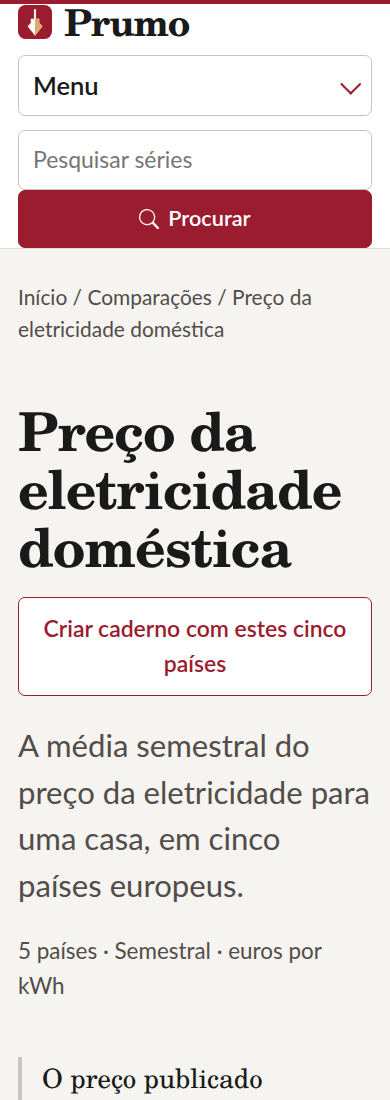 Prumo
Menu
Pesquisar séries
Procurar
Início / Comparações / Preço da
eletricidade doméstica
Preço da
eletricidade
doméstica
Criar caderno com estes cinco
países
A média semestral do
preço da eletricidade para
uma casa, em cinco
países europeus.
5 países · Semestral · euros por
kWh
O preço publicado